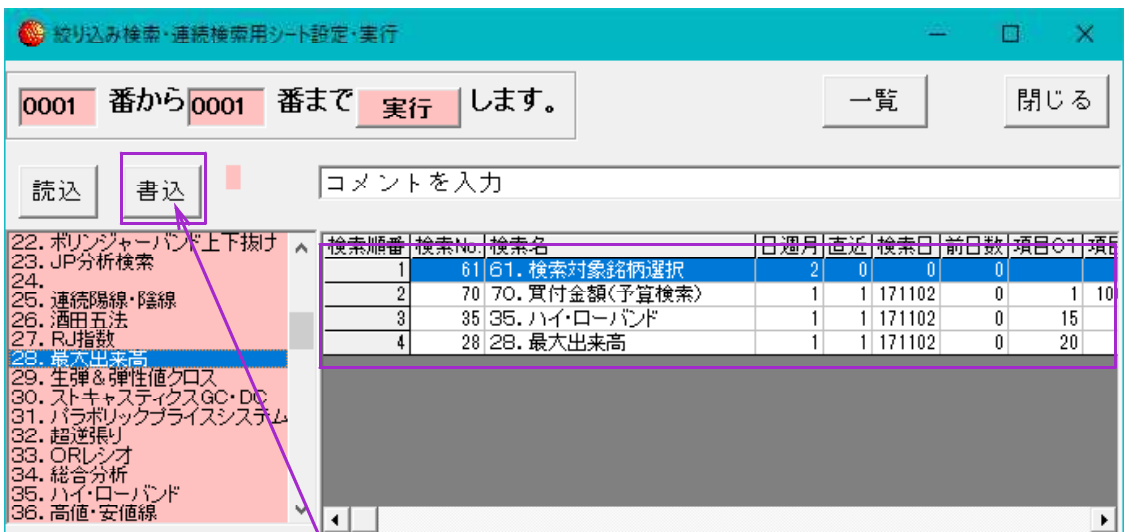 絞り込み検索・連続検索用シート設定・実行
0001 番から 0001 番まで 実行 します。
一覧
閉じる
読込
書込
コメントを入力
22. ボリンジャーバンド上下抜け
23. JP分析検索
24.
25. 連続陽線・陰線
26. 酒田五法
27. RJ指数
28. 最大出来高
29. 生弾&弾性値クロス
30. ストキャスティクスGC・DC
31. パラボリックプライスシステム
32. 超逆張り
33. ORレシオ
34. 総合分析
35. ハイ・ローバンド
36. 高値・安値線
検索順番 検索No. 検索名 日週月 直近 検索日 前日数 項目01 項目
1 61 61. 検索対象銘柄選択 2 0 0 0
2 70 70. 買付金額(予算検索) 1 1 171102 0 1 10
3 35 35. ハイ・ローバンド 1 1 171102 0 15
4 28 28. 最大出来高 1 1 171102 0 20